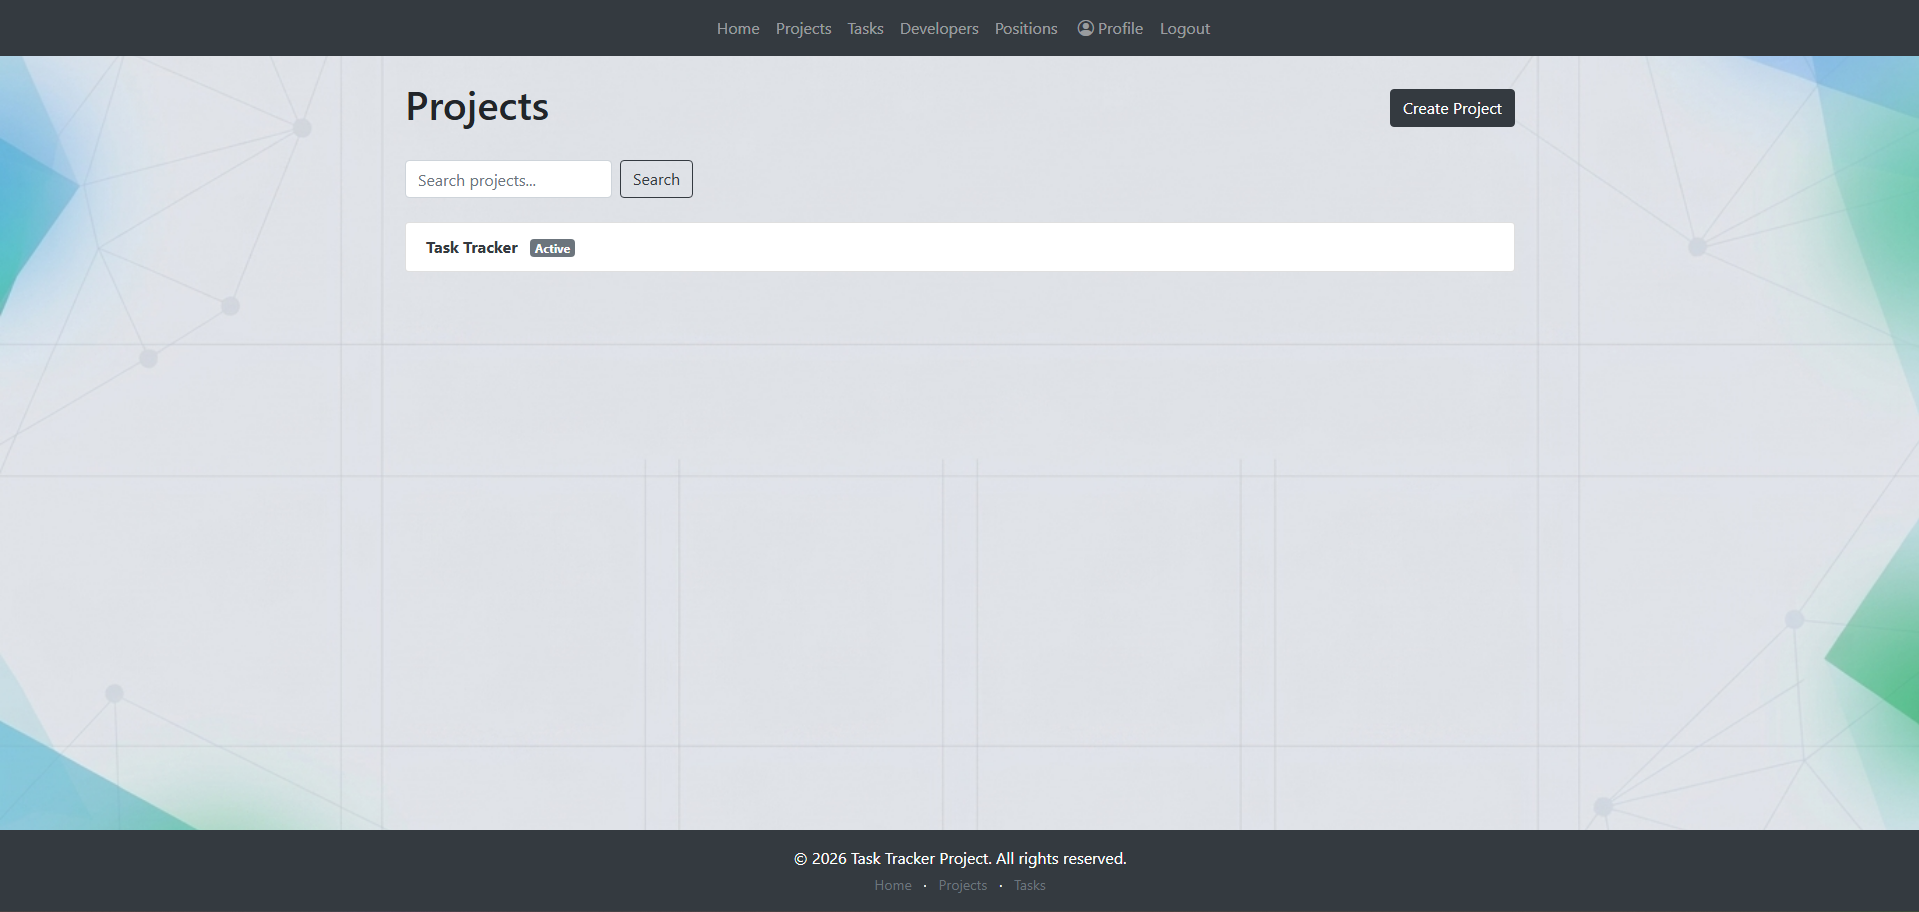 Home Projects Tasks Developers Positions Profile Logout
Projects
Create Project
Search projects... Search
Task Tracker Active
© 2026 Task Tracker Project. All rights reserved.
Home · Projects · Tasks